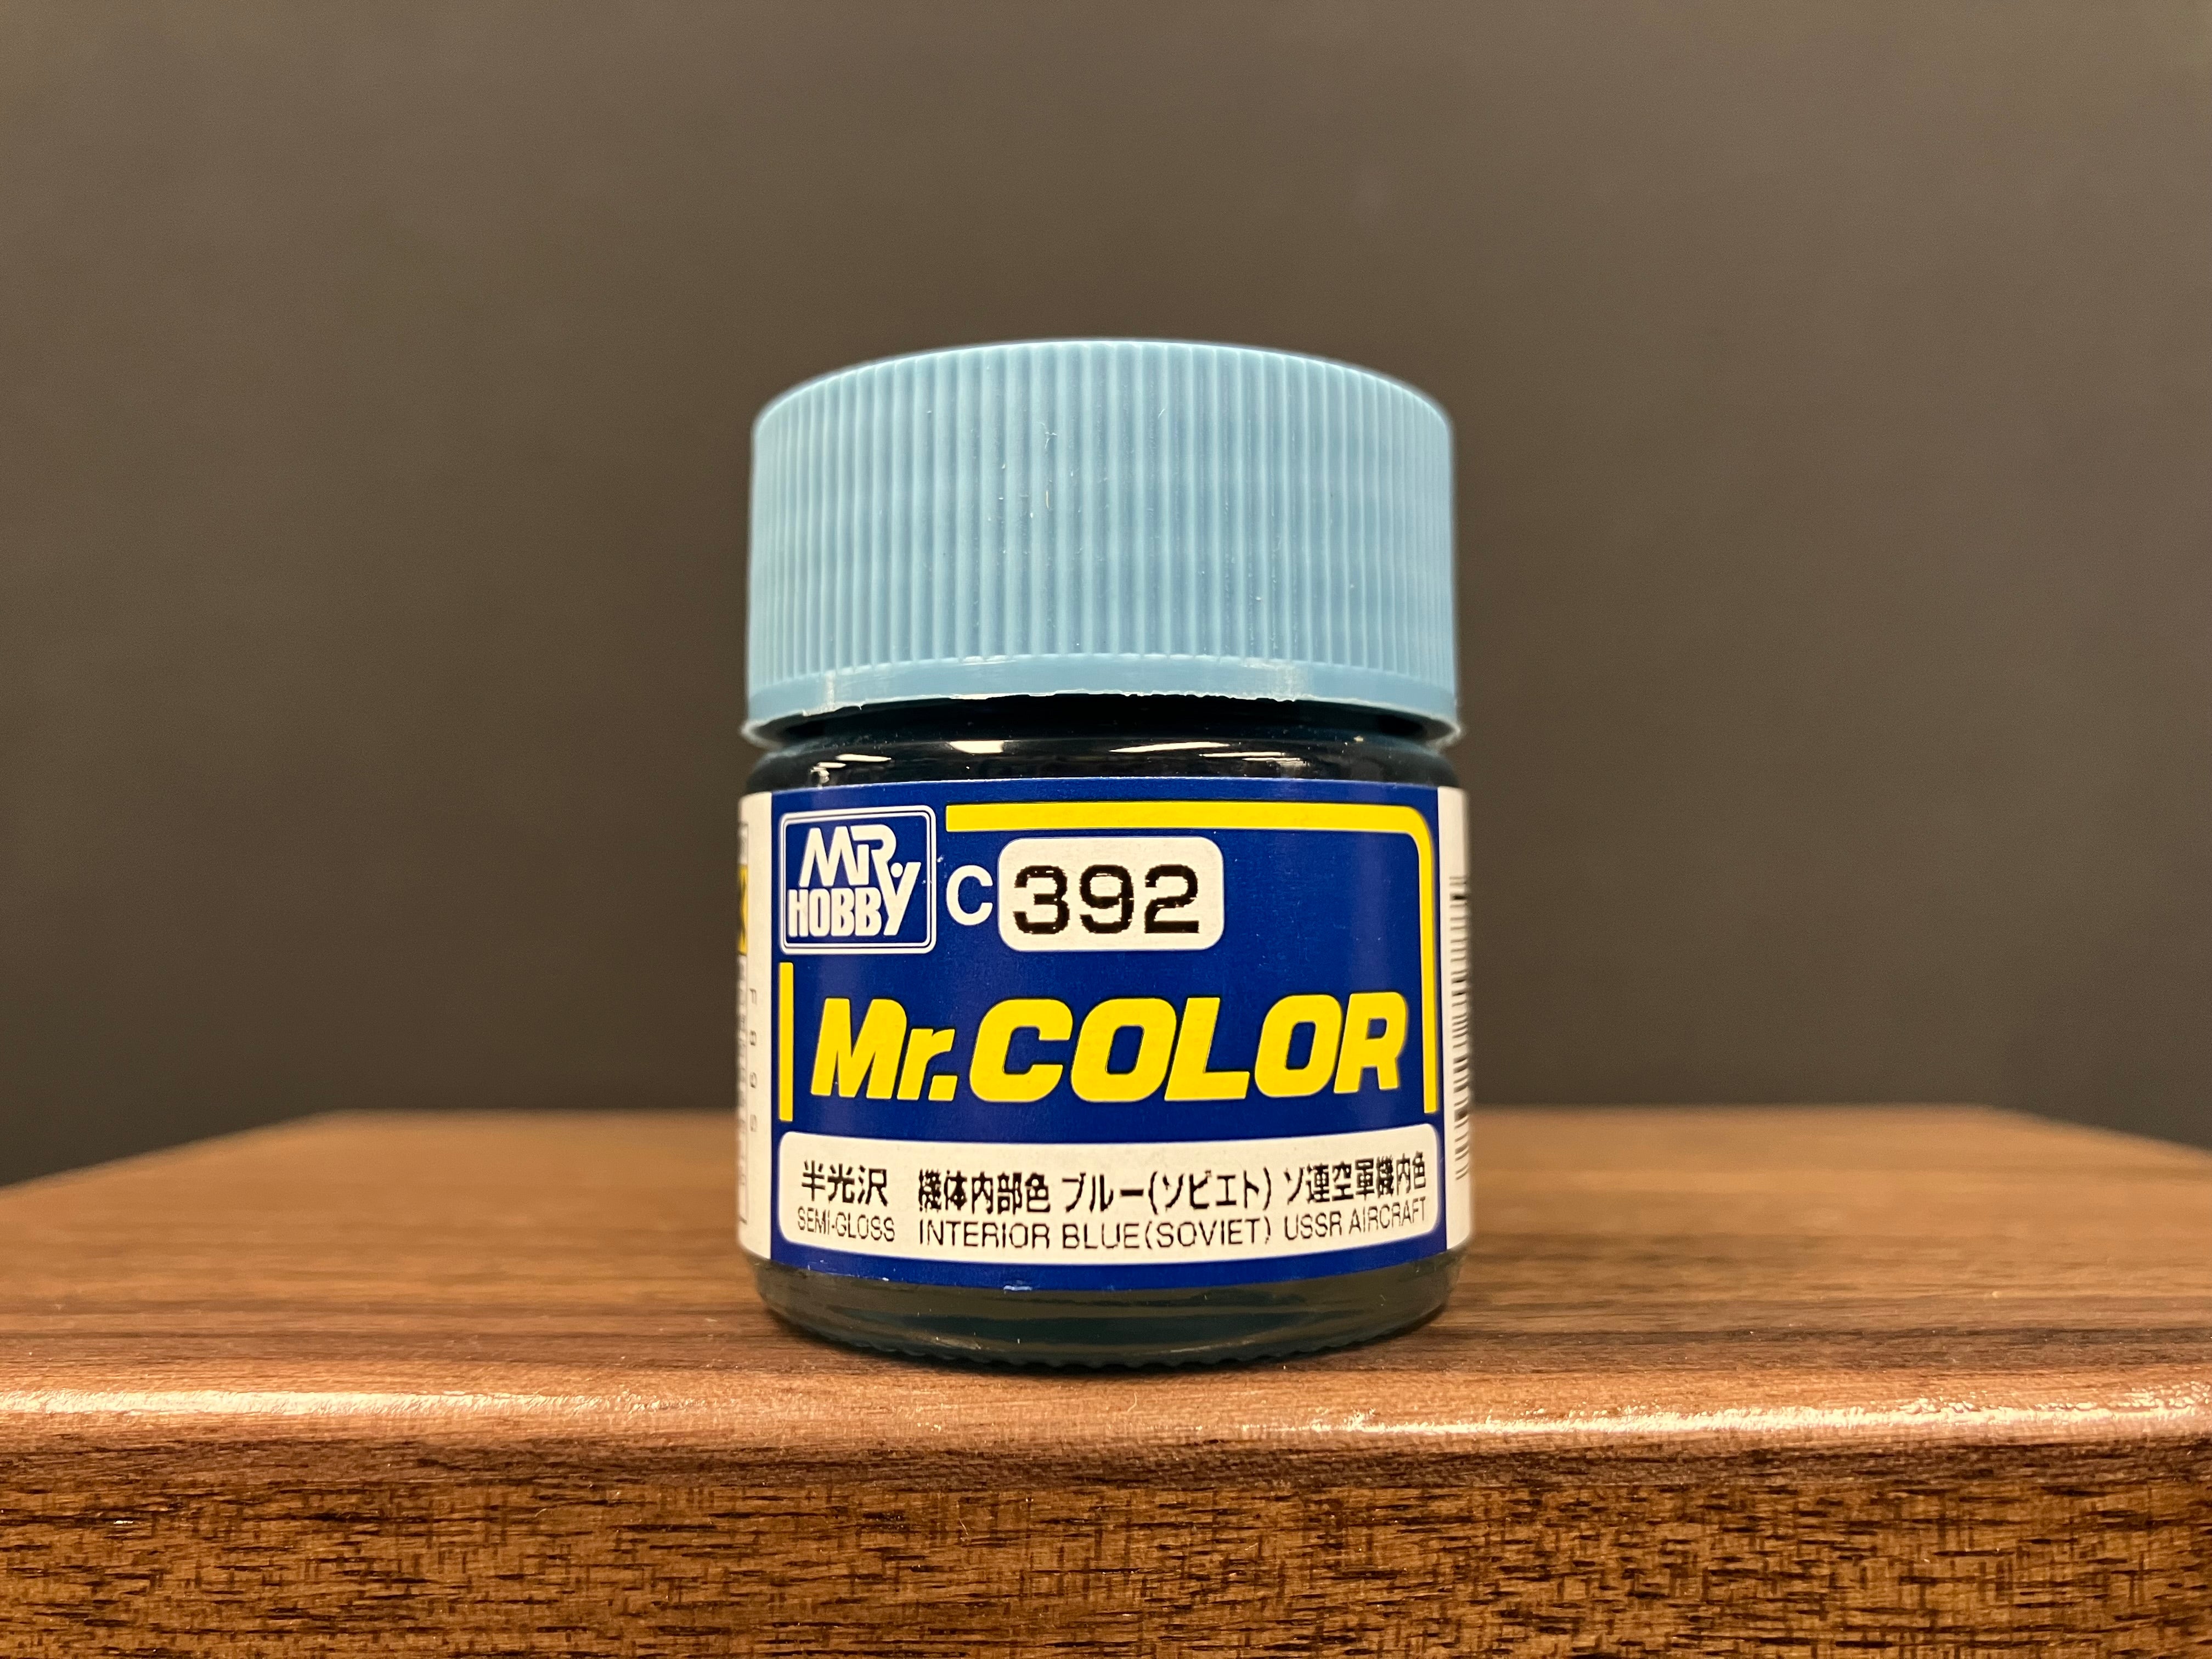 MR.
HOBBY
C 392
Mr.COLOR
半光沢 機体内部色 ブルー(ソビエト) ソ連空軍機内色
SEMI-GLOSS INTERIOR BLUE(SOVIET) USSR AIRCRAFT